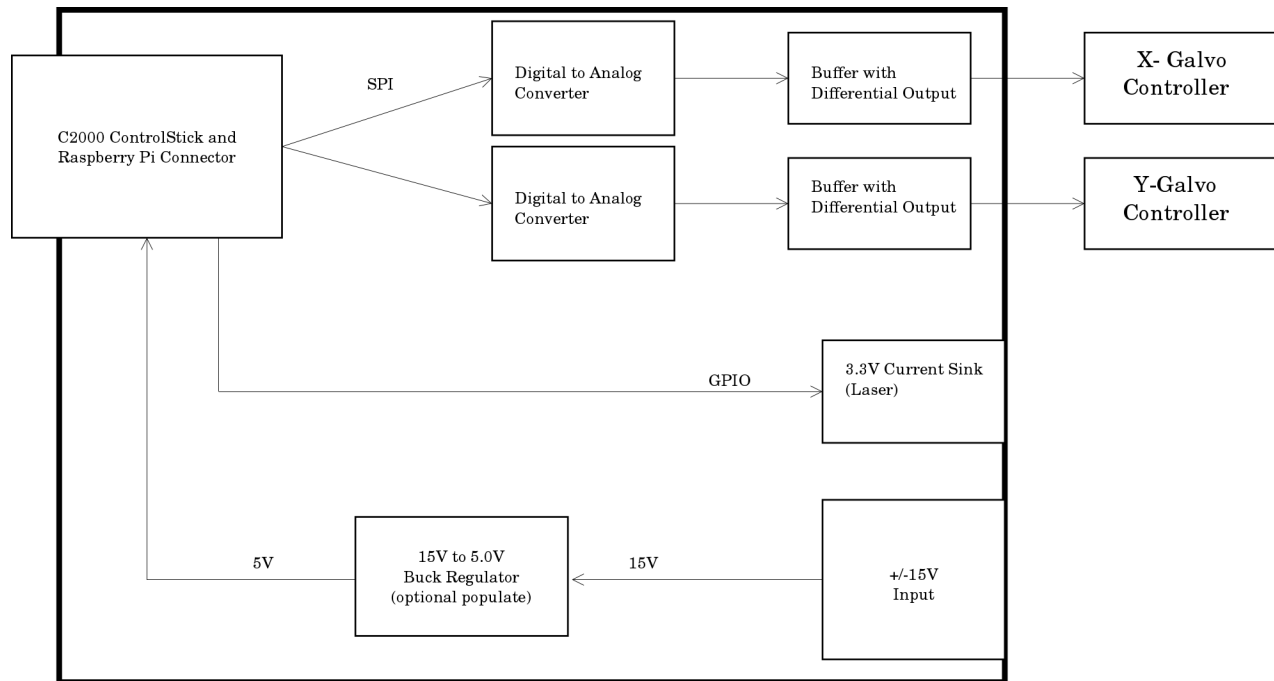 C2000 ControlStick and
Raspberry Pi Connector
SPI
Digital to Analog
Converter
Buffer with
Differential Output
X- Galvo
Controller
Digital to Analog
Converter
Buffer with
Differential Output
Y-Galvo
Controller
GPIO
3.3V Current Sink
(Laser)
5V
15V to 5.0V
Buck Regulator
(optional populate)
15V
+/-15V
Input